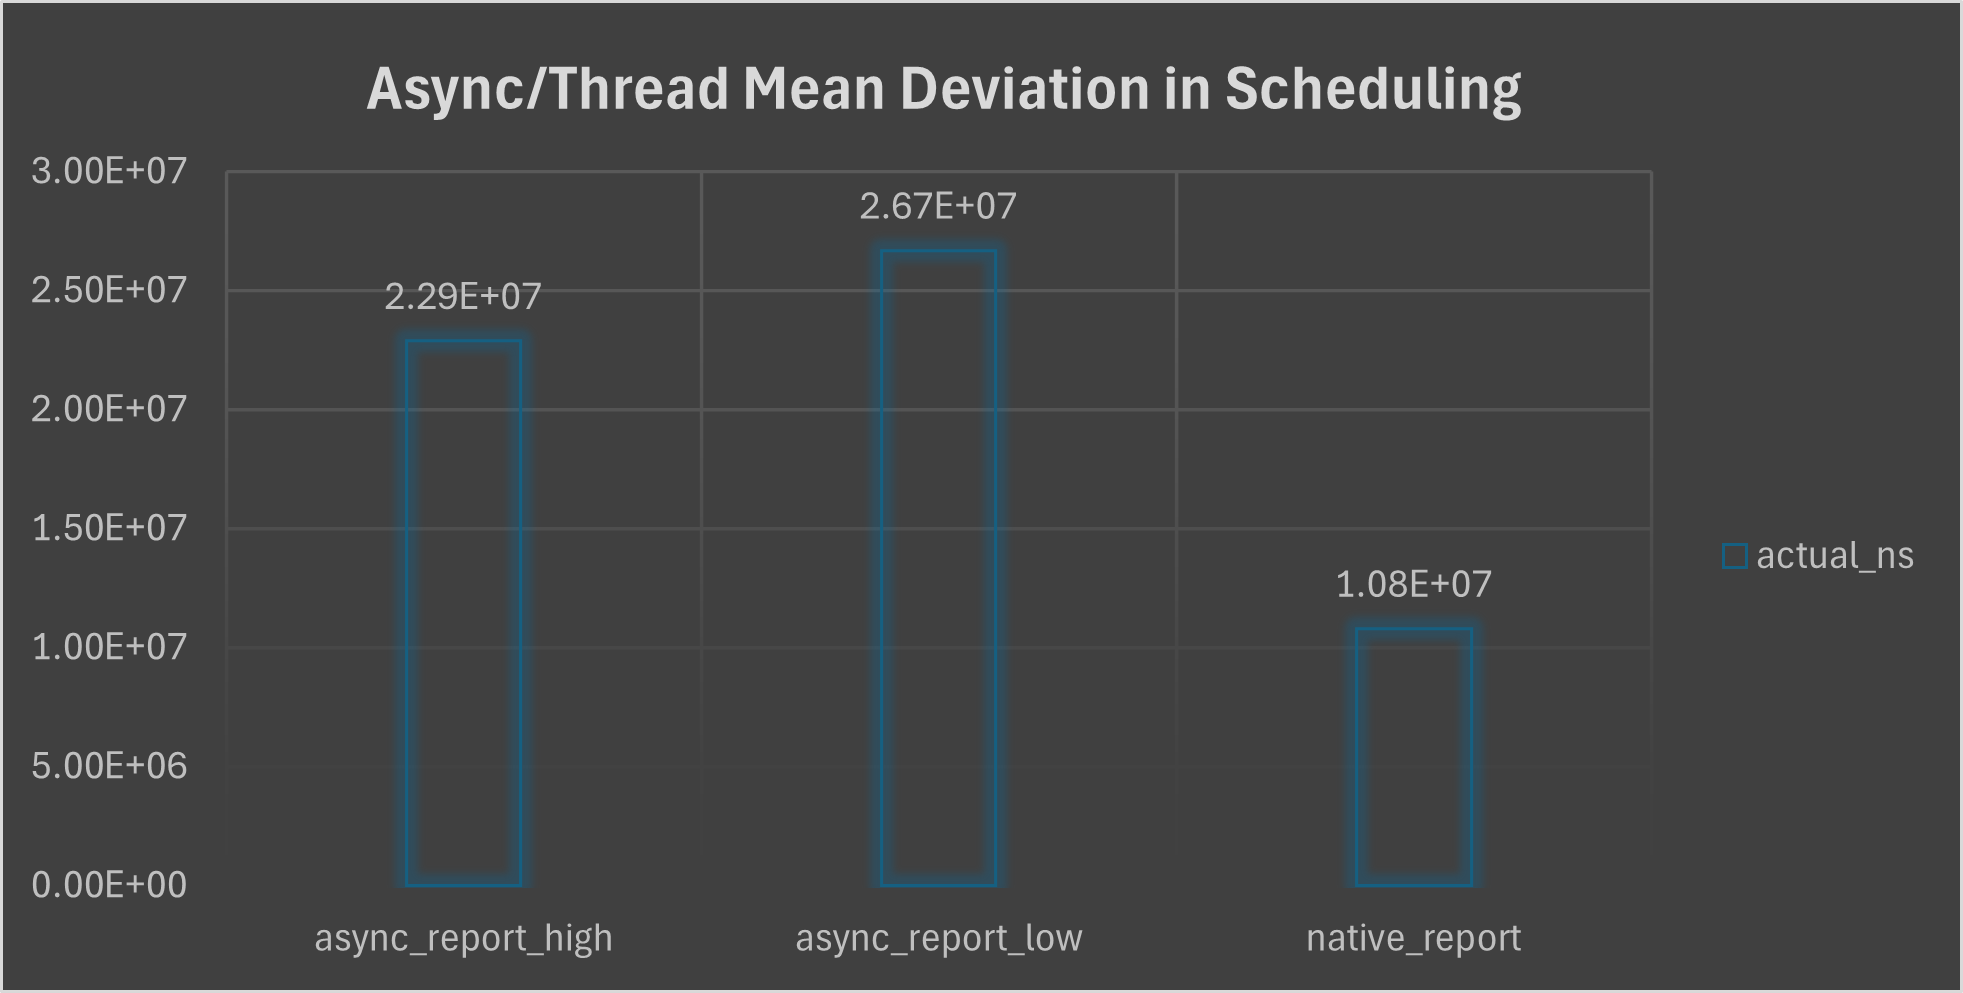 Async/Thread Mean Deviation in Scheduling
3.00E+07
2.50E+07
2.00E+07
1.50E+07
1.00E+07
5.00E+06
0.00E+00
2.29E+07
2.67E+07
1.08E+07
async_report_high
async_report_low
native_report
actual_ns